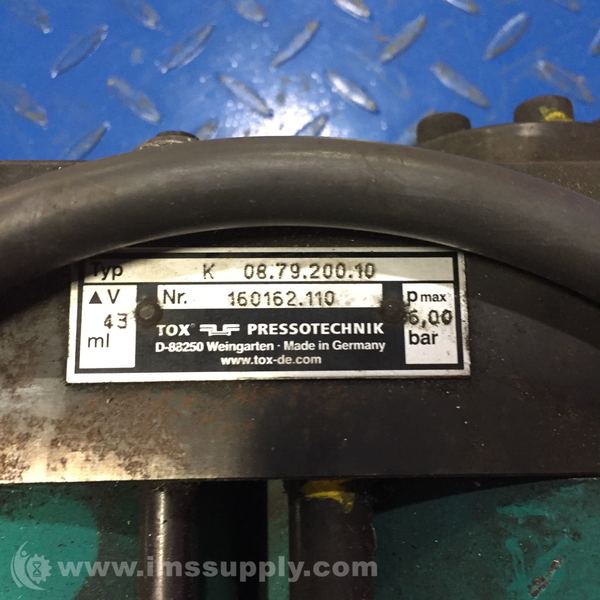 Typ K 08.79.200.10
▲V Nr. 160162.110 p max
43 6,00
ml bar
TOX PRESSOTECHNIK
D-88250 Weingarten · Made in Germany
www.tox-de.com
www.imssupply.com